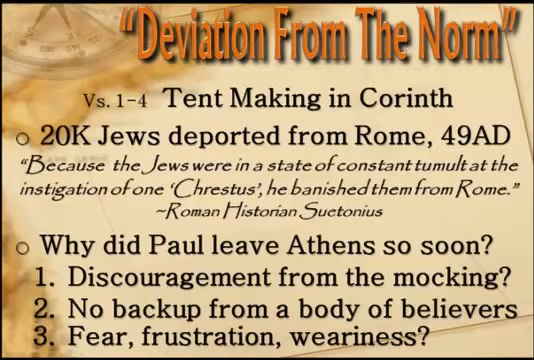 "Deviation From The Norm"
Vs. 1-4 Tent Making in Corinth
o 20K Jews deported from Rome, 49AD
"Because the Jews were in a state of constant tumult at the
instigation of one 'Chrestus', he banished them from Rome."
~Roman Historian Suetonius
o Why did Paul leave Athens so soon?
1. Discouragement from the mocking?
2. No backup from a body of believers
3. Fear, frustration, weariness?